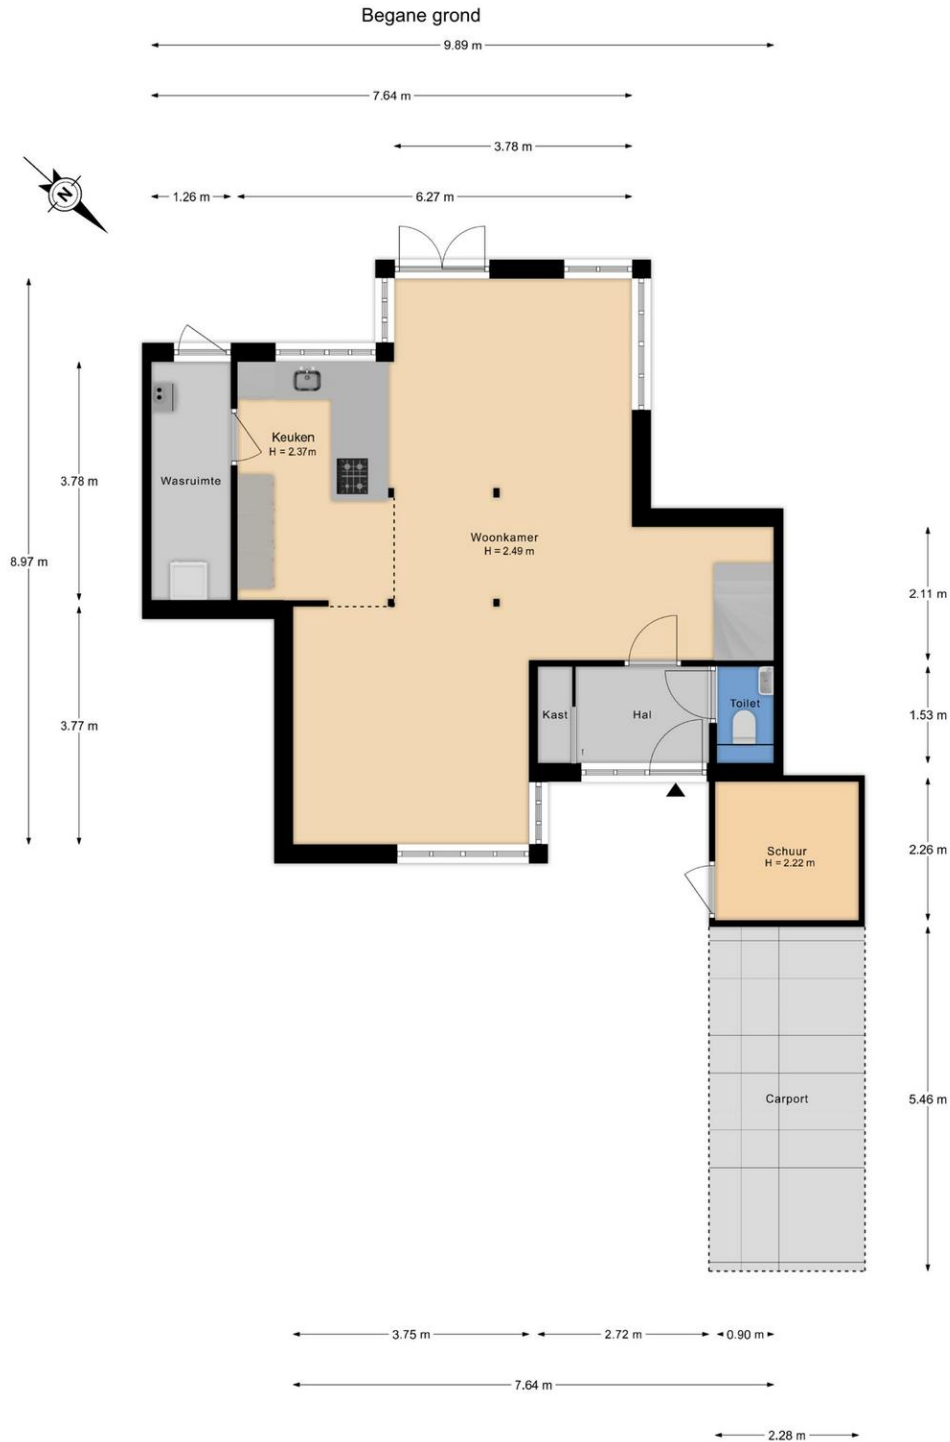 Begane grond
9.89 m
7.64 m
3.78 m
1.26 m
6.27 m
N
Keuken
H = 2.37m
3.78 m
Wasruimte
Woonkamer
H = 2.49 m
8.97 m
2.11 m
Toilet
Kast
Hal
1.53 m
3.77 m
Schuur
H = 2.22 m
2.26 m
Carport
5.46 m
3.75 m
2.72 m
0.90 m
7.64 m
2.28 m